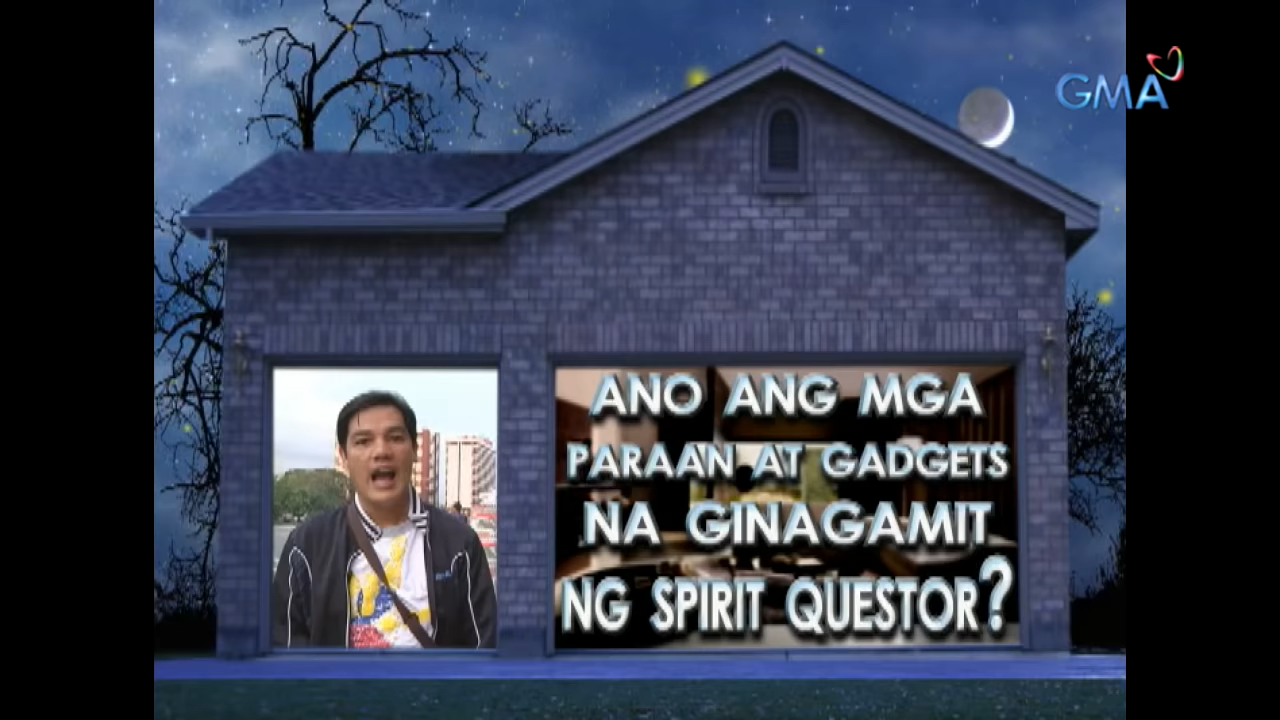 GMA
ANO ANG MGA
PARAAN AT GADGETS
NA GINAGAMIT
NG SPIRIT QUESTOR?